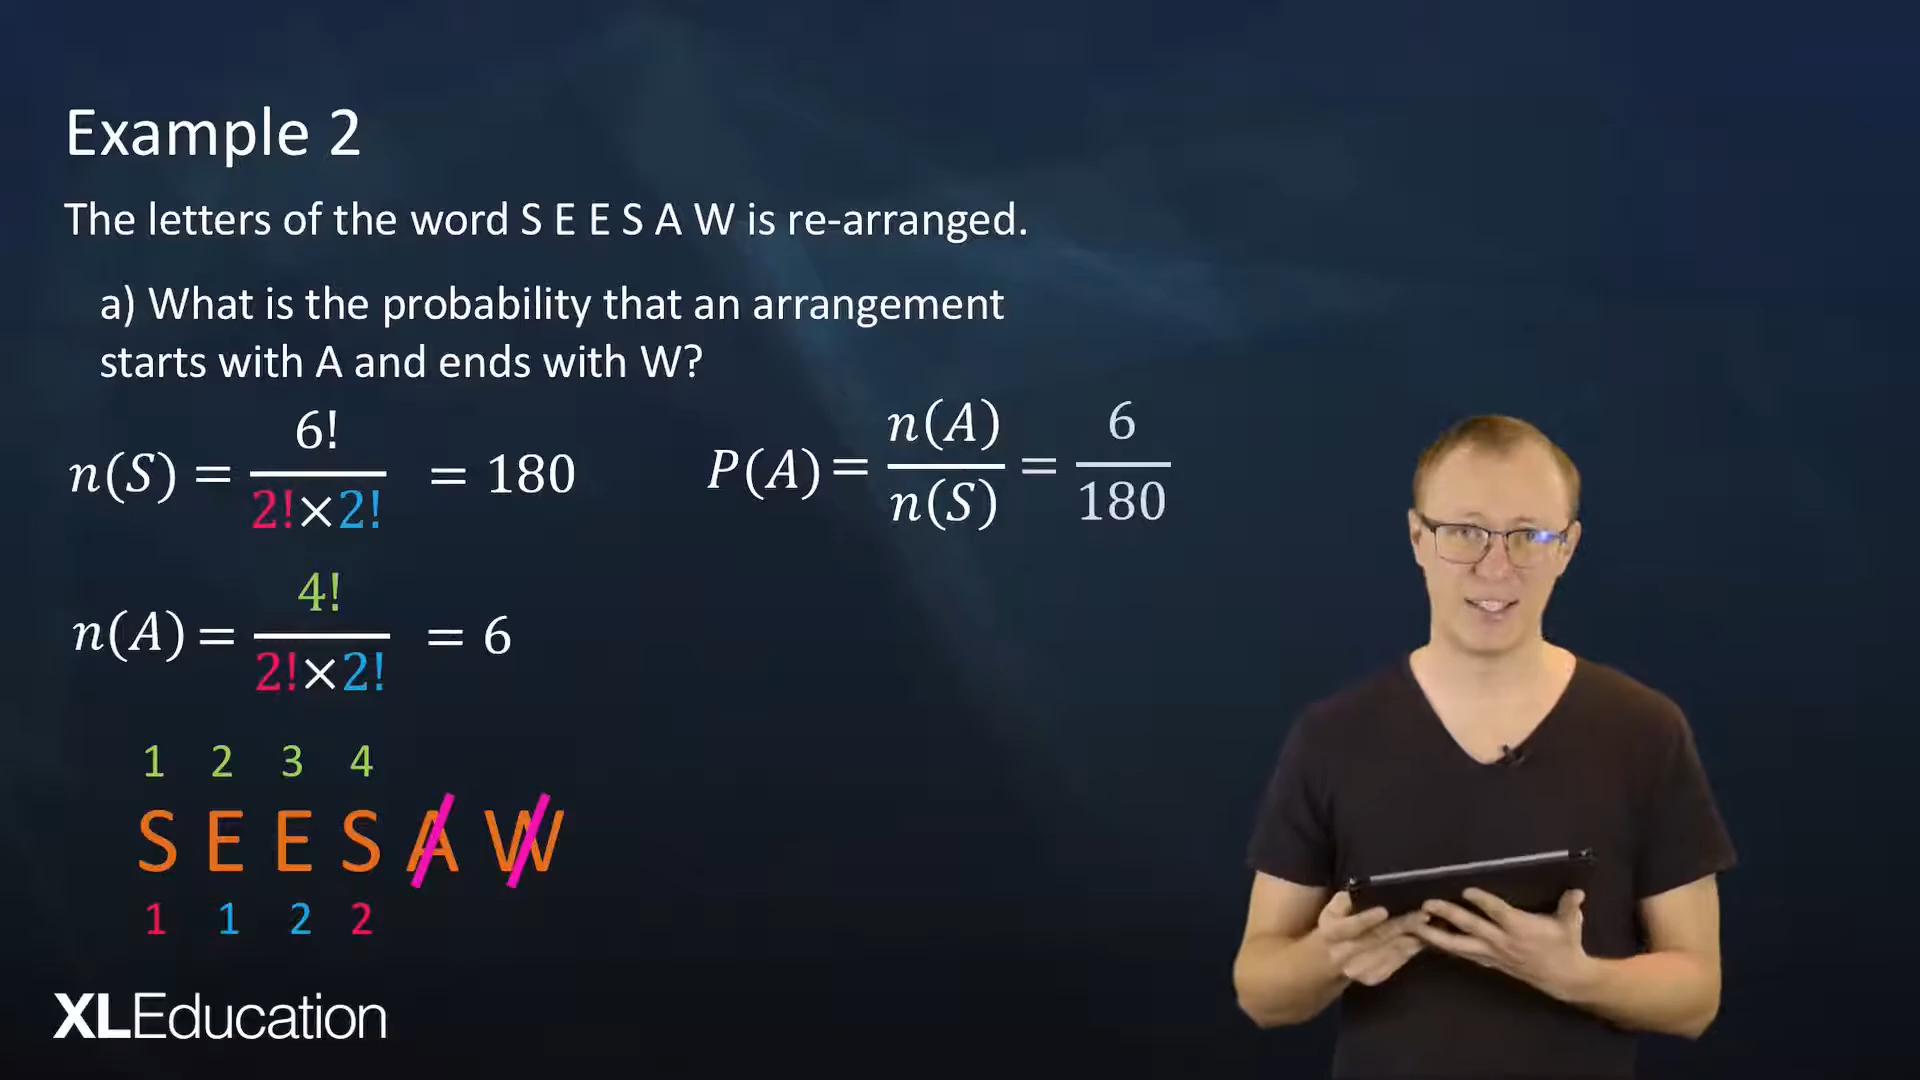 Example 2
The letters of the word S E E S A W is re-arranged.
a) What is the probability that an arrangement
starts with A and ends with W?
n(S) = 6! / 2!×2! = 180
P(A) = n(A) / n(S) = 6 / 180
n(A) = 4! / 2!×2! = 6
1 2 3 4
S E E S A W
1 1 2 2
XLEducation